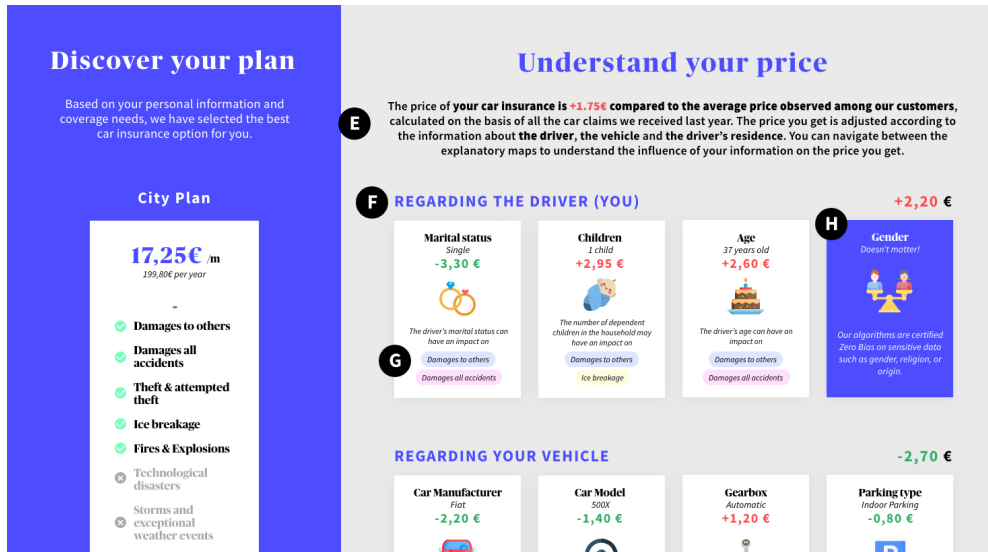 Discover your plan
Based on your personal information and
coverage needs, we have selected the best
car insurance option for you.
City Plan
17,25€ /m
199,80€ per year
-
Damages to others
Damages all
accidents
Theft & attempted
theft
Ice breakage
Fires & Explosions
Technological
disasters
Storms and
exceptional
weather events
Understand your price
E
The price of your car insurance is +1.75€ compared to the average price observed among our customers,
calculated on the basis of all the car claims we received last year. The price you get is adjusted according to
the information about the driver, the vehicle and the driver's residence. You can navigate between the
explanatory maps to understand the influence of your information on the price you get.
F
REGARDING THE DRIVER (YOU)
+2,20 €
Marital status
Single
-3,30 €
The driver's marital status can
have an impact on
G
Damages to others
Damages all accidents
Children
1 child
+2,95 €
The number of dependent
children in the household may
have an impact on
Damages to others
Ice breakage
Age
37 years old
+2,60 €
The driver's age can have an
impact on
Damages to others
Damages all accidents
H
Gender
Doesn't matter!
Our algorithms are certified
Zero Bias on sensitive data
such as gender, religion, or
origin.
REGARDING YOUR VEHICLE
-2,70 €
Car Manufacturer
Fiat
-2,20 €
Car Model
500X
-1,40 €
Gearbox
Automatic
+1,20 €
Parking type
Indoor Parking
-0,80 €
P